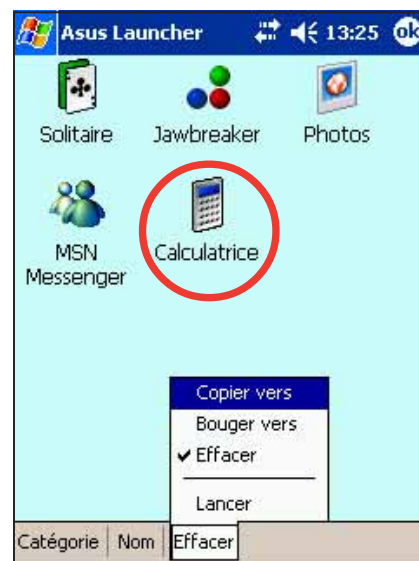 Asus Launcher 13:25 ok
Solitaire Jawbreaker Photos
MSN Messenger
Calculatrice
Copier vers
Bouger vers
Effacer
Lancer
Catégorie Nom Effacer